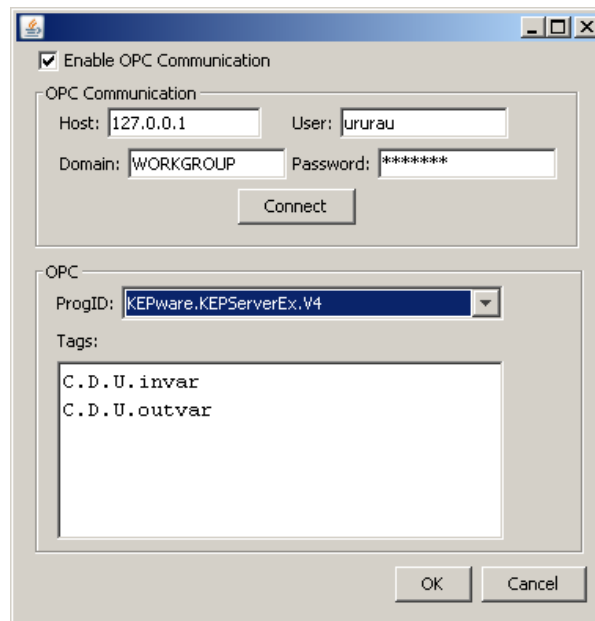 Enable OPC Communication
OPC Communication
Host: 127.0.0.1 User: ururau
Domain: WORKGROUP Password: *******
Connect
OPC
ProgID: KEPware.KEPServerEx.V4
Tags:
C.D.U.invar
C.D.U.outvar
OK Cancel